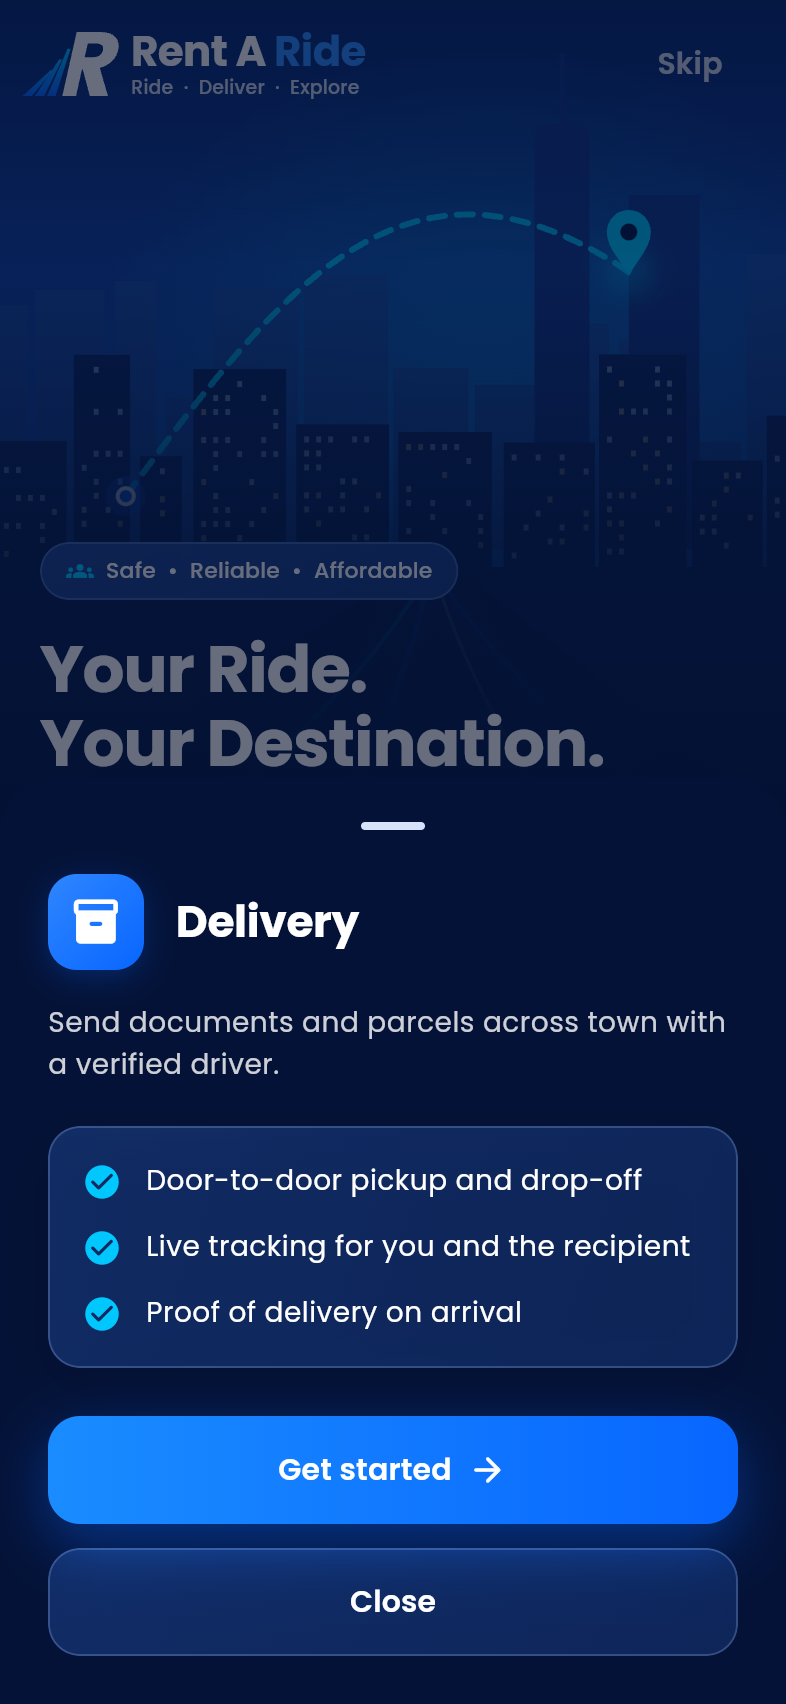 R Rent A Ride
Ride · Deliver · Explore
Skip
Safe • Reliable • Affordable
Your Ride.
Your Destination.
Delivery
Send documents and parcels across town with
a verified driver.
Door-to-door pickup and drop-off
Live tracking for you and the recipient
Proof of delivery on arrival
Get started →
Close